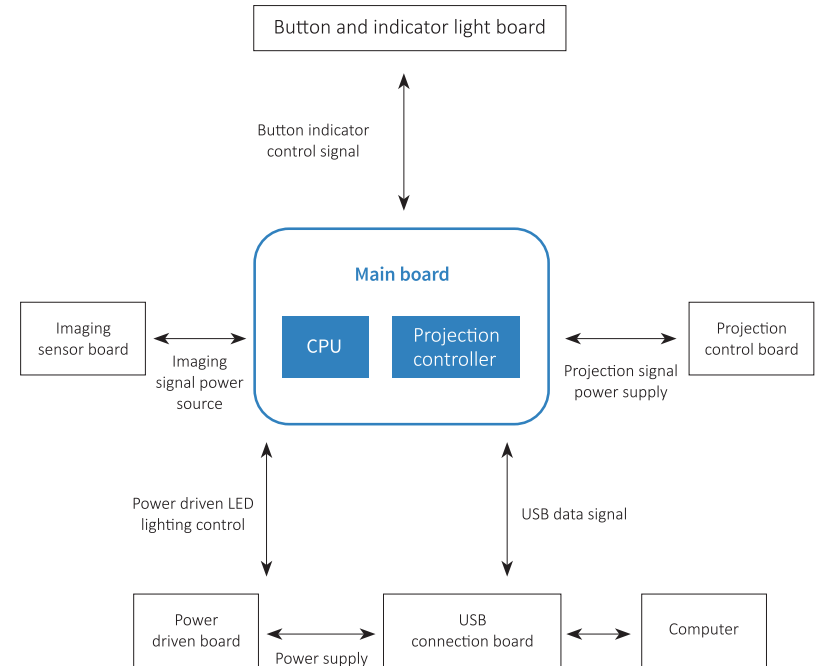 Button and indicator light board
Button indicator
control signal
Main board
Imaging
sensor board
CPU
Projection
controller
Projection
control board
Imaging
signal power
source
Projection signal
power supply
Power driven LED
lighting control
USB data signal
Power
driven board
USB
connection board
Computer
Power supply